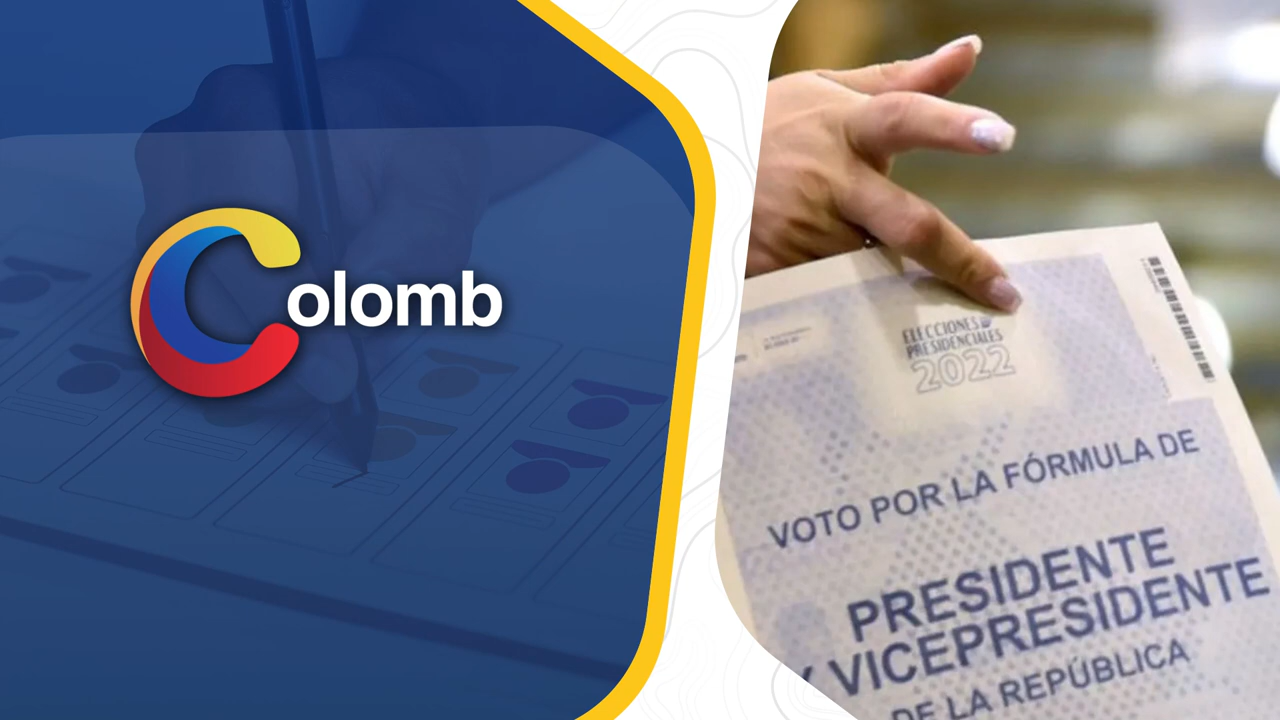 Colomb
ELECCIONES
PRESIDENCIALES
2022
VOTO POR LA FÓRMULA DE
PRESIDENTE
Y VICEPRESIDENTE
DE LA REPÚBLICA